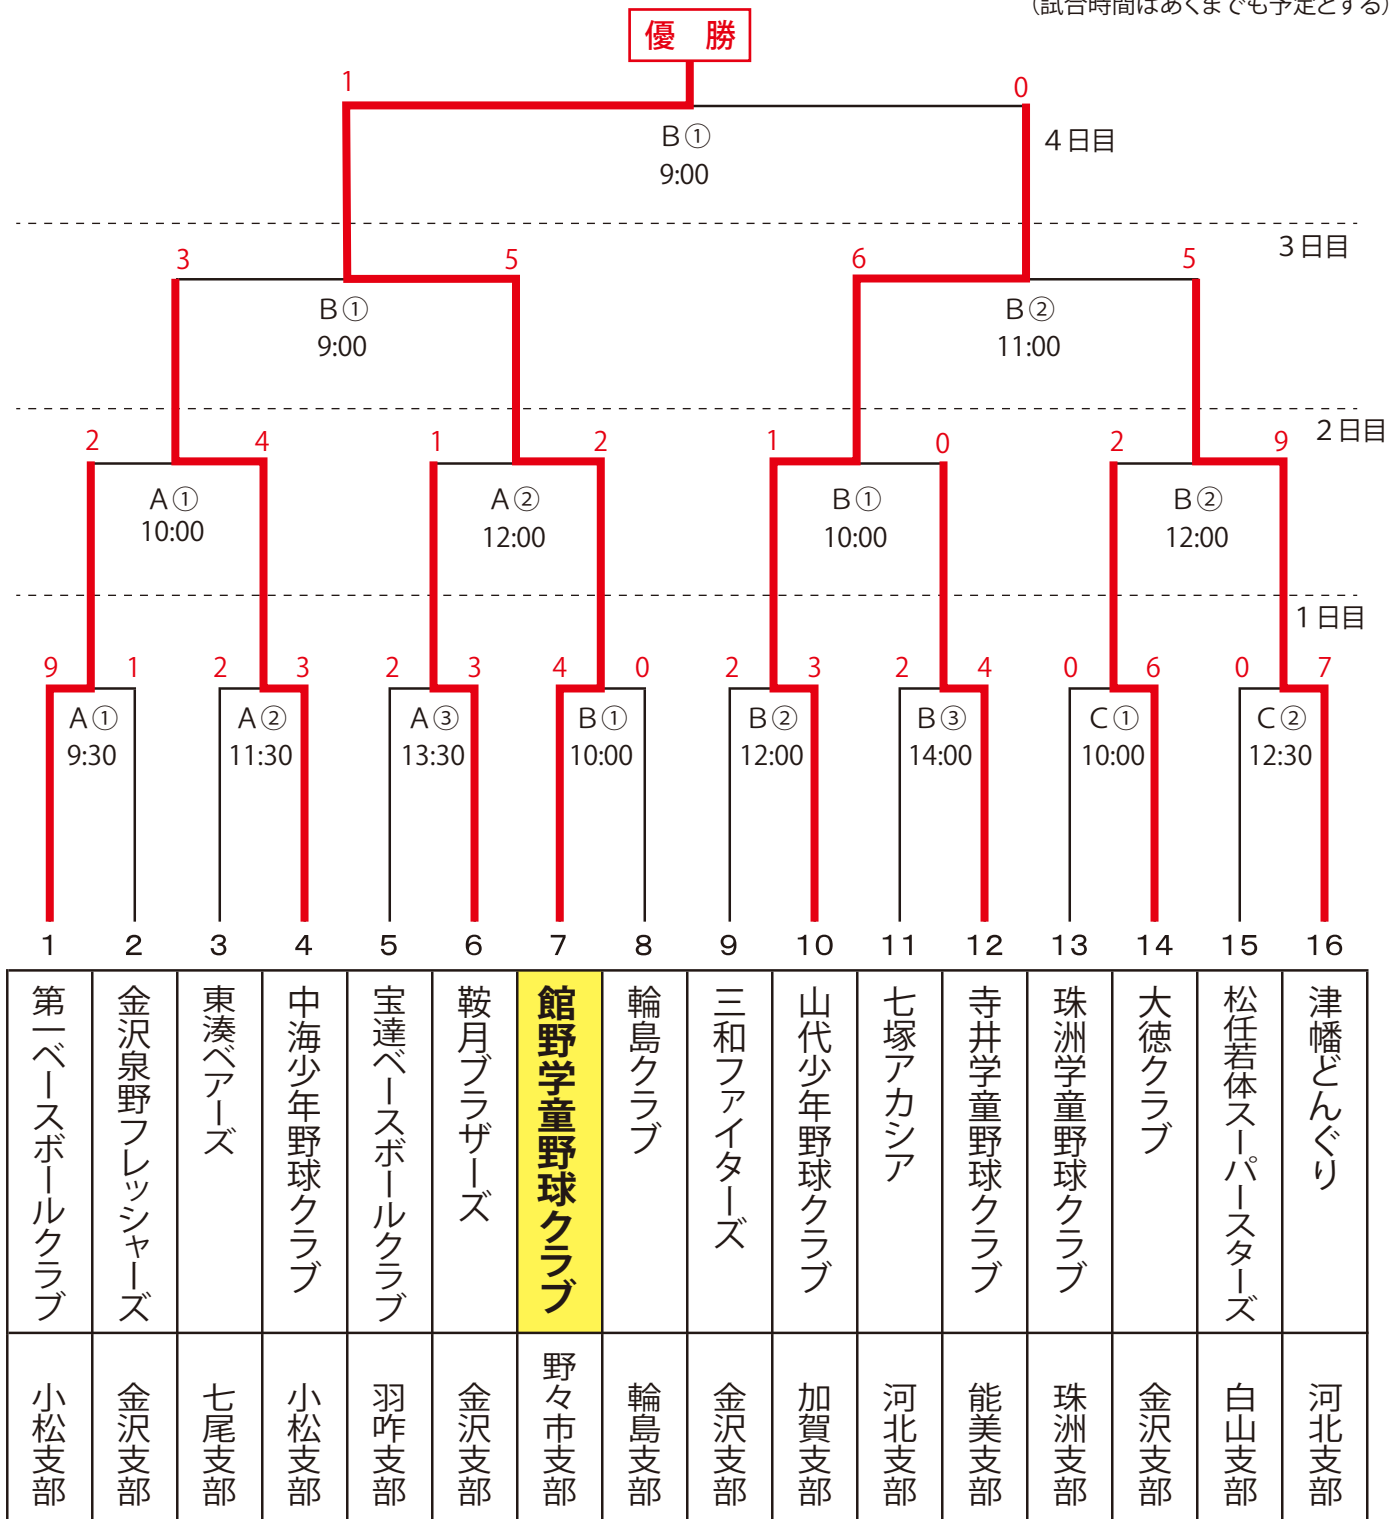 (試合時間はあくまでも予定とする)
優 勝
1 0
B① 4日目
9:00
3日目
3 5 6 5
B① B②
9:00 11:00
2日目
2 4 1 2 1 0 2 9
A① A② B① B②
10:00 12:00 10:00 12:00
1日目
9 1 2 3 2 3 4 0 2 3 2 4 0 6 0 7
A① A② A③ B① B② B③ C① C②
9:30 11:30 13:30 10:00 12:00 14:00 10:00 12:30
1 2 3 4 5 6 7 8 9 10 11 12 13 14 15 16
第一ベースボールクラブ
金沢泉野フレッシャーズ
東湊ベアーズ
中海少年野球クラブ
宝達ベースボールクラブ
鞍月ブラザーズ
館野学童野球クラブ
輪島クラブ
三和ファイターズ
山代少年野球クラブ
七塚アカシア
寺井学童野球クラブ
珠洲学童野球クラブ
大徳クラブ
松任若体スーパースターズ
津幡どんぐり
小松支部
金沢支部
七尾支部
小松支部
羽咋支部
金沢支部
野々市支部
輪島支部
金沢支部
加賀支部
河北支部
能美支部
珠洲支部
金沢支部
白山支部
河北支部